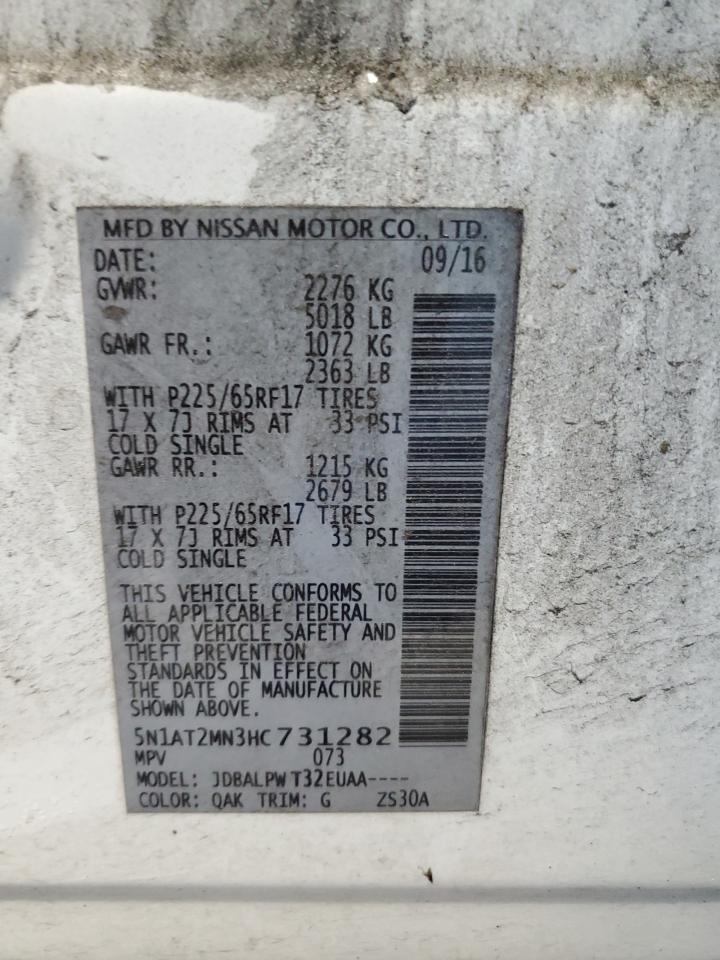 MFD BY NISSAN MOTOR CO., LTD.
DATE: 09/16
GVWR: 2276 KG
5018 LB
GAWR FR.: 1072 KG
2363 LB
WITH P225/65RF17 TIRES
17 X 7J RIMS AT 33 PSI
COLD SINGLE
GAWR RR.: 1215 KG
2679 LB
WITH P225/65RF17 TIRES
17 X 7J RIMS AT 33 PSI
COLD SINGLE
THIS VEHICLE CONFORMS TO
ALL APPLICABLE FEDERAL
MOTOR VEHICLE SAFETY AND
THEFT PREVENTION
STANDARDS IN EFFECT ON
THE DATE OF MANUFACTURE
SHOWN ABOVE.
5N1AT2MN3HC731282
MPV 073
MODEL: JDBALPWT32EUAA----
COLOR: QAK TRIM: G ZS30A